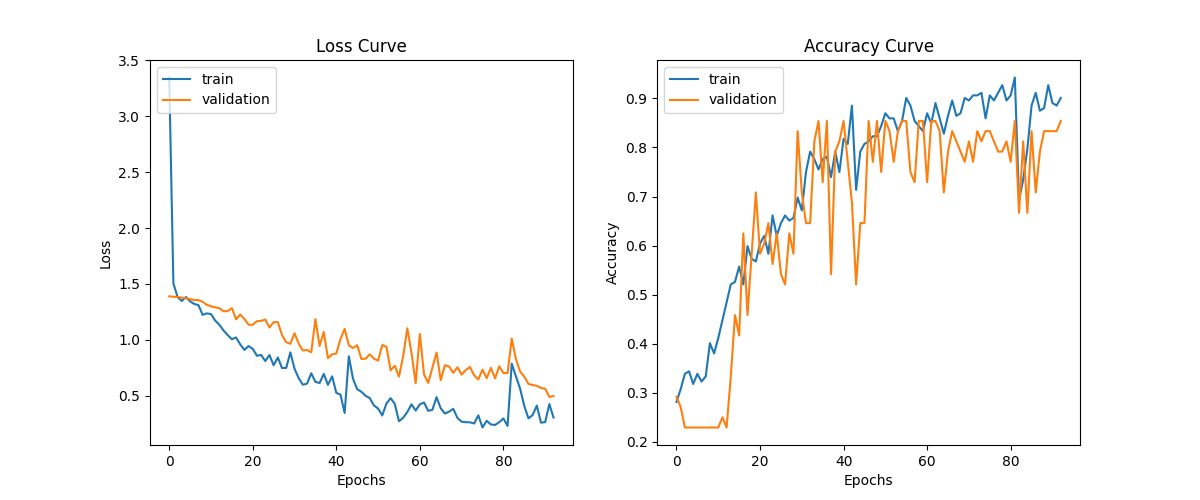 Loss Curve
3.5
3.0
2.5
2.0
1.5
1.0
0.5
Loss
train
validation
0 20 40 60 80
Epochs
Accuracy Curve
0.9
0.8
0.7
0.6
0.5
0.4
0.3
0.2
Accuracy
train
validation
0 20 40 60 80
Epochs